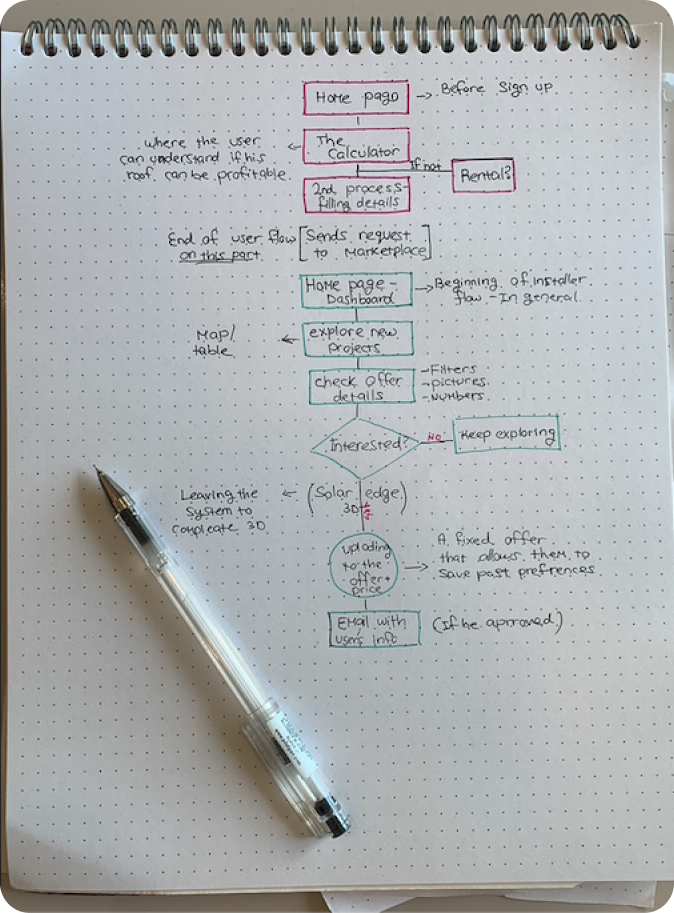 Home page
→ Before sign up.
where the user
can understand if his
roof. can be profitable.
The
Calculator
If not
Rental?
2nd process-
filling details
End of user flow
on this part.
[Sends request
to Marketplace]
Home page -
Dashboard
→ Beginning of installer
flow - In general
Map/
table
explore new
projects
check offer
details
-Filters
-pictures.
-Numbers.
Interested?
NO
Keep exploring
Leaving the
system to
(Solar edge)
3D
uploding
to the
offer +
price
→ A fixed offer
that allows them to
save past prefrences.
EMail with
user's info
(If he aprroved)